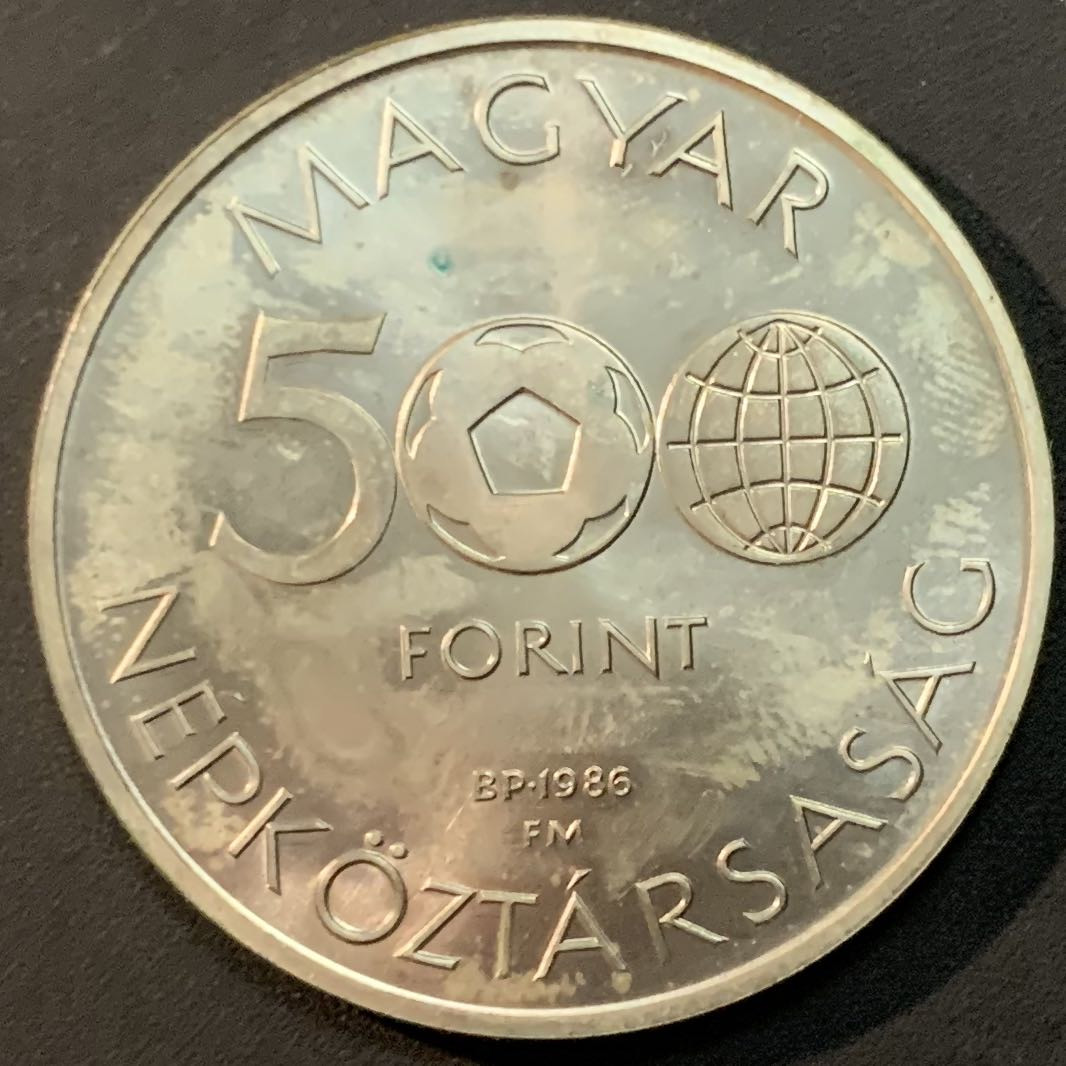 MAGYAR
500
FORINT
BP·1986
FM
NÉPKÖZTÁRSASÁG